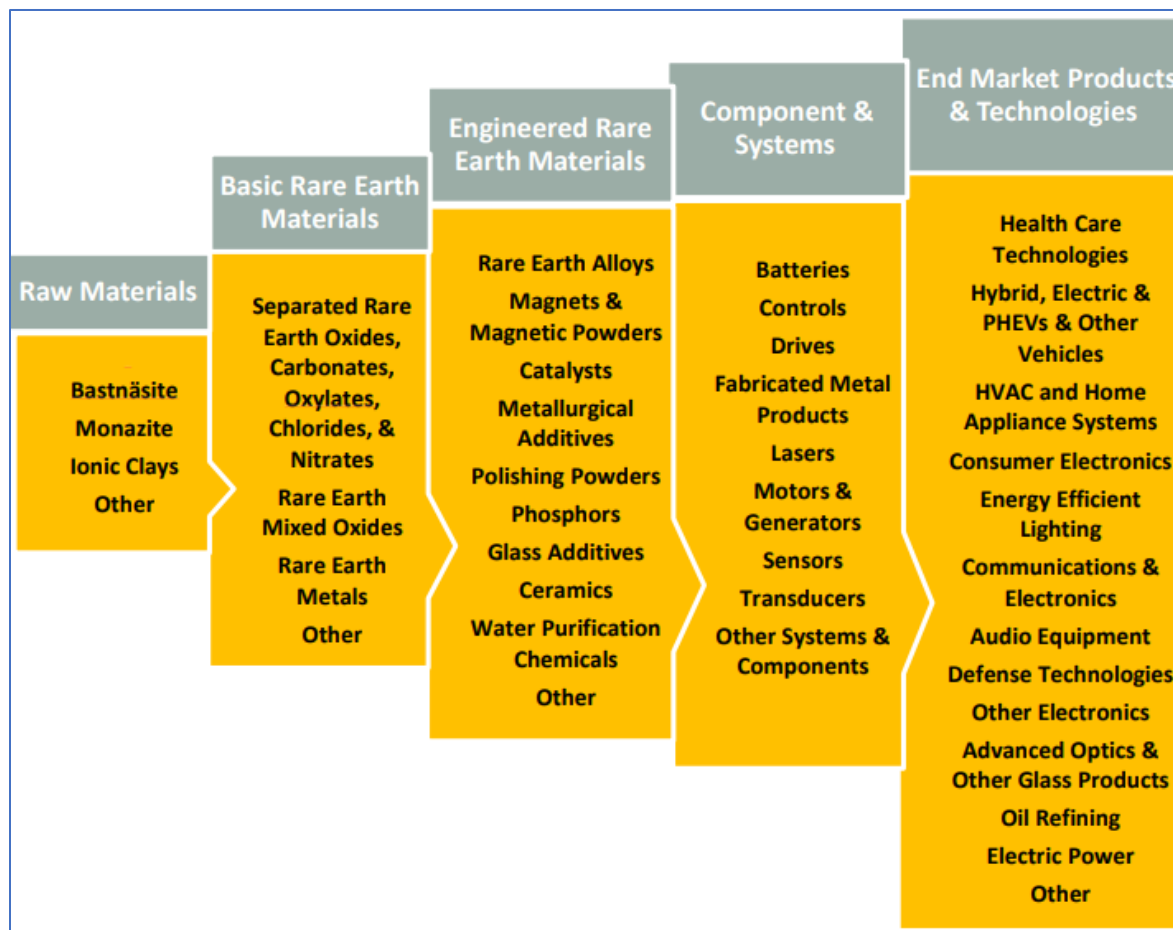 Raw Materials
Bastnäsite
Monazite
Ionic Clays
Other
Basic Rare Earth
Materials
Separated Rare
Earth Oxides,
Carbonates,
Oxylates,
Chlorides, &
Nitrates
Rare Earth
Mixed Oxides
Rare Earth
Metals
Other
Engineered Rare
Earth Materials
Rare Earth Alloys
Magnets &
Magnetic Powders
Catalysts
Metallurgical
Additives
Polishing Powders
Phosphors
Glass Additives
Ceramics
Water Purification
Chemicals
Other
Component &
Systems
Batteries
Controls
Drives
Fabricated Metal
Products
Lasers
Motors &
Generators
Sensors
Transducers
Other Systems &
Components
End Market Products
& Technologies
Health Care
Technologies
Hybrid, Electric &
PHEVs & Other
Vehicles
HVAC and Home
Appliance Systems
Consumer Electronics
Energy Efficient
Lighting
Communications &
Electronics
Audio Equipment
Defense Technologies
Other Electronics
Advanced Optics &
Other Glass Products
Oil Refining
Electric Power
Other